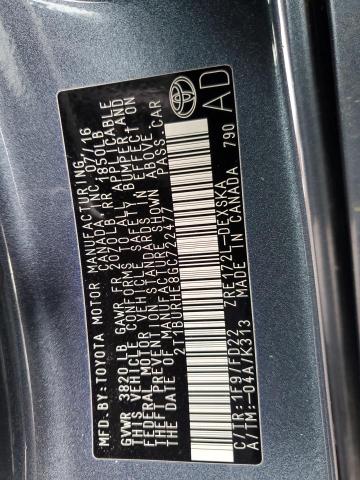 MFD. BY-TOYOTA MOTOR MANUFACTURING,
CANADA, INC. 07/16
GVWR 3820 LB GAWR FR 2070 LB RR 1850LB
THIS VEHICLE CONFORMS TO ALL APPLICABLE
FEDERAL MOTOR VEHICLE SAFETY, BUMPER, AND
THEFT PREVENTION STANDARDS IN EFFECT ON
THE DATE OF MANUFACTURE SHOWN ABOVE.
2T1BURHE8GC722477 PASS.CAR
C/TR:1F9/FD22 ZRE172L-DEXSKA
A/TM:-04A/K313 MADE IN CANADA 790
AD